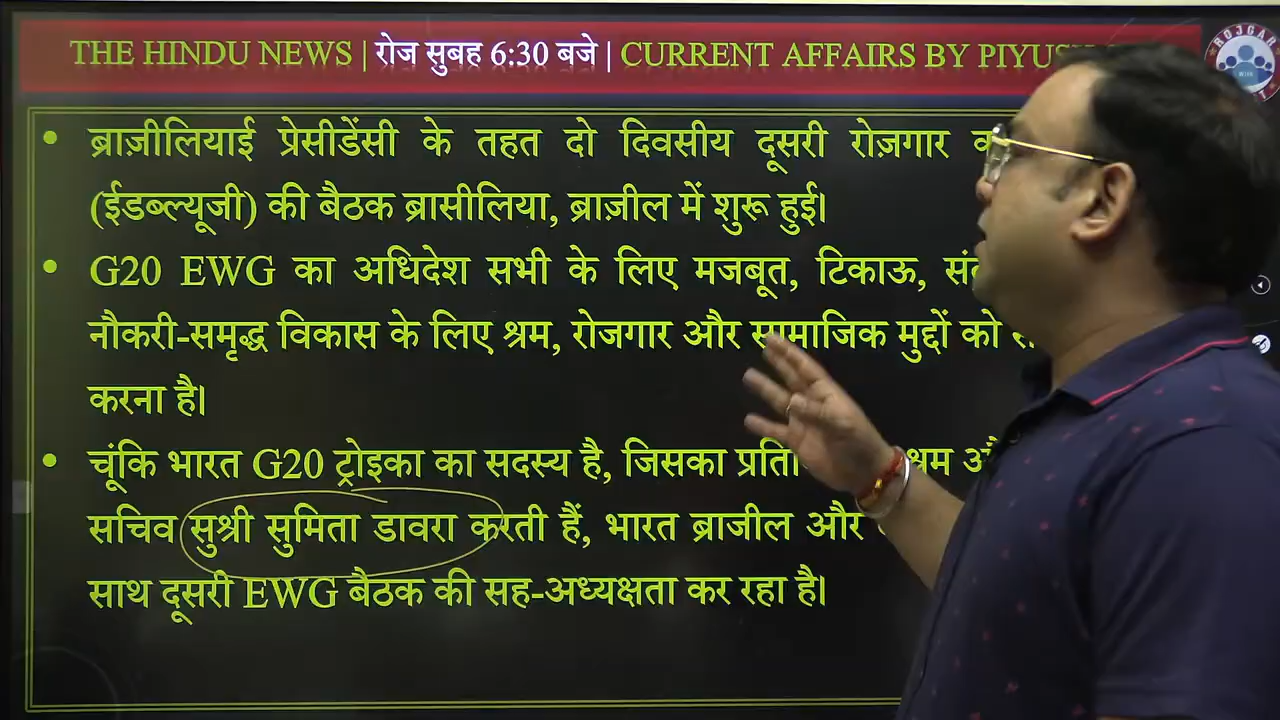 THE HINDU NEWS | रोज सुबह 6:30 बजे | CURRENT AFFAIRS BY
ब्राज़ीलियाई प्रेसीडेंसी के तहत दो दिवसीय दूसरी रोज़गार
(ईडब्ल्यूजी) की बैठक ब्रासीलिया, ब्राज़ील में शुरू हुई।
G20 EWG का अधिदेश सभी के लिए मजबूत, टिकाऊ,
नौकरी-समृद्ध विकास के लिए श्रम, रोजगार और सामाजिक मुद्दों को
करना है।
चूंकि भारत G20 ट्रोइका का सदस्य है, जिसका श्रम
सचिव सुश्री सुमिता डावरा करती हैं, भारत ब्राजील और
साथ दूसरी EWG बैठक की सह-अध्यक्षता कर रहा है।